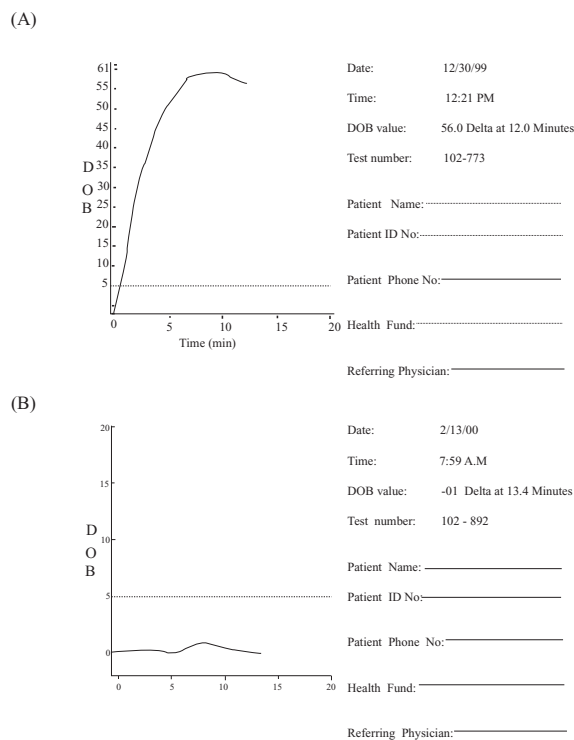 (A)
61
55
50
45
40
35
30
25
20
15
10
5
D
O
B
0 5 10 15 20
Time (min)
Date: 12/30/99
Time: 12:21 PM
DOB value: 56.0 Delta at 12.0 Minutes
Test number: 102-773
Patient Name:
Patient ID No:
Patient Phone No:
Health Fund:
Referring Physician:
(B)
20
15
10
5
0
D
O
B
0 5 10 15 20
Date: 2/13/00
Time: 7:59 A.M
DOB value: -01 Delta at 13.4 Minutes
Test number: 102 - 892
Patient Name:
Patient ID No:
Patient Phone No:
Health Fund:
Referring Physician: